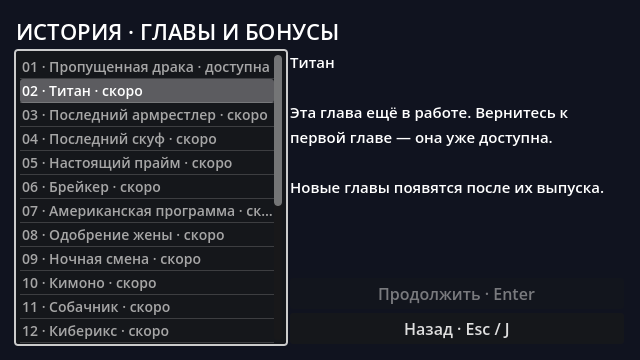 ИСТОРИЯ · ГЛАВЫ И БОНУСЫ
01 · Пропущенная драка · доступна
02 · Титан · скоро
03 · Последний армрестлер · скоро
04 · Последний скуф · скоро
05 · Настоящий прайм · скоро
06 · Брейкер · скоро
07 · Американская программа · ск...
08 · Одобрение жены · скоро
09 · Ночная смена · скоро
10 · Кимоно · скоро
11 · Собачник · скоро
12 · Киберикс · скоро
Титан
Эта глава ещё в работе. Вернитесь к
первой главе — она уже доступна.
Новые главы появятся после их выпуска.
Продолжить · Enter
Назад · Esc / J